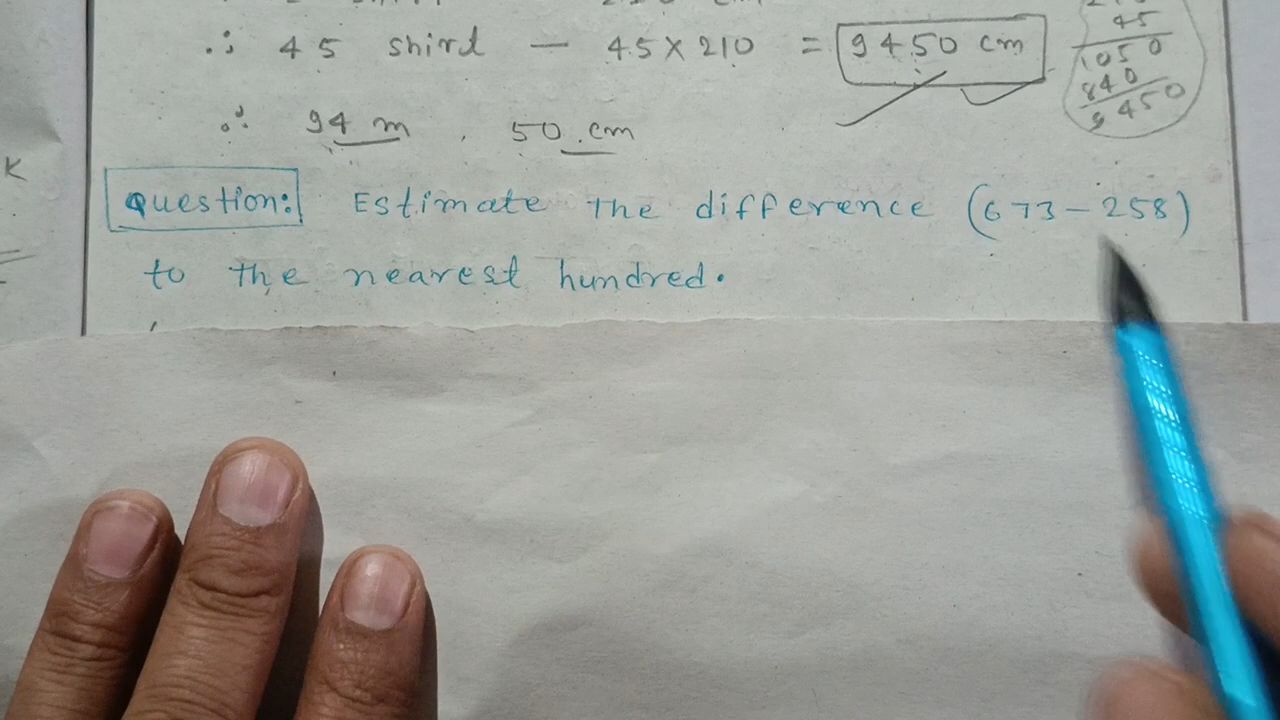 ∴ 45 shird — 45 × 210 = 9450 cm
45
1050
840
9450
∴ 94 m , 50 cm
K
Question: Estimate the difference (673 - 258)
to the nearest hundred.